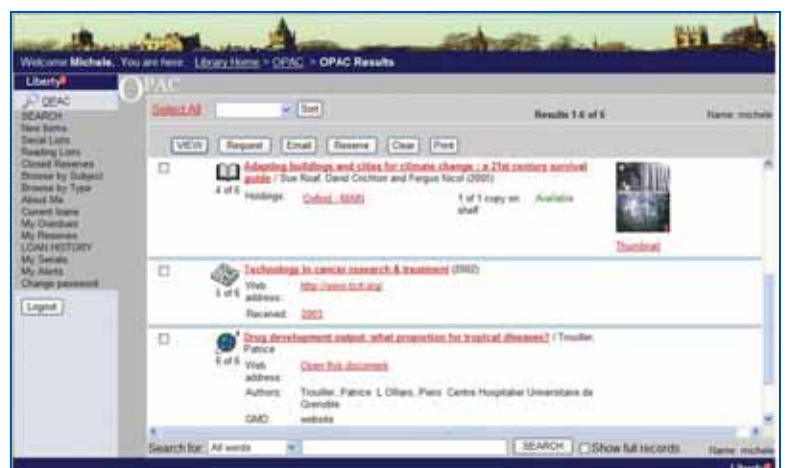 Welcome Michele, You are here: Library Home > OPAC > OPAC Results
Liberty3
OPAC
OPAC
SEARCH
New Items
Serial Lists
Reading Lists
Closed Reserves
Browse by Subject
Browse by Type
About Me
Current loans
My Overdues
My Reserves
LOAN HISTORY
My Serials
My Alerts
Change password
Logout
Select All Sort Results 1-6 of 6 Name: michele
VIEW Request Email Reserve Clear Print
Adapting buildings and cities for climate change : a 21st century survival
guide / Sue Roaf, David Crichton and Fergus Nicol (2005)
4 of 6
Holdings: Oxford - MAIN 1 of 1 copy on shelf Available
Thumbnail
Technology in cancer research & treatment (2002)
5 of 6
Web address:
Received: 2003
Drug development output: what proportion for tropical diseases? / Trouiller,
Patrice
6 of 6
Web address: Open this document
Authors: Trouiller, Patrice L Olliaro, Piero Centre Hospitalier Universitaire de
Grenoble
GMD: website
Search for: All words SEARCH Show full records Name: michele